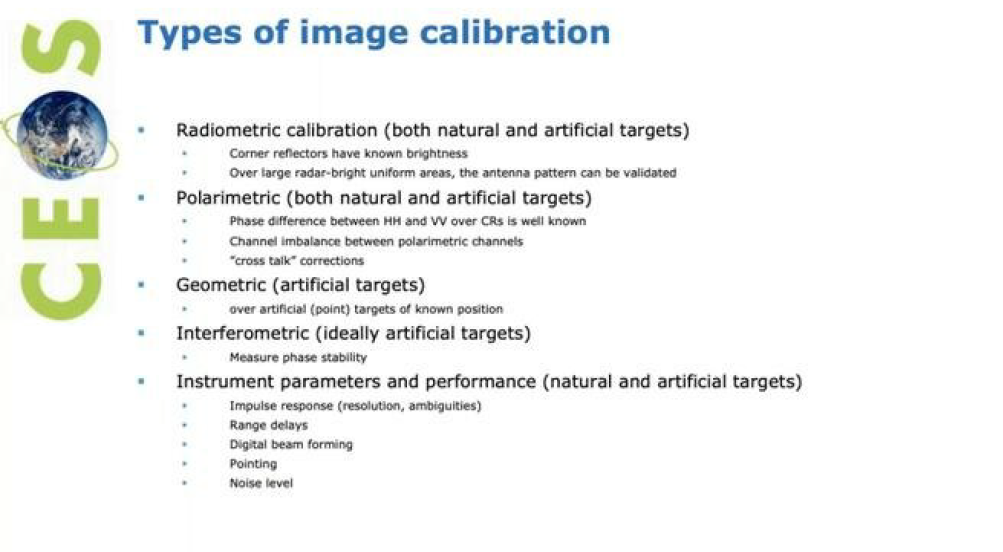 Types of image calibration
CEOS
Radiometric calibration (both natural and artificial targets)
Corner reflectors have known brightness
Over large radar-bright uniform areas, the antenna pattern can be validated
Polarimetric (both natural and artificial targets)
Phase difference between HH and VV over CRs is well known
Channel imbalance between polarimetric channels
"cross talk" corrections
Geometric (artificial targets)
over artificial (point) targets of known position
Interferometric (ideally artificial targets)
Measure phase stability
Instrument parameters and performance (natural and artificial targets)
Impulse response (resolution, ambiguities)
Range delays
Digital beam forming
Pointing
Noise level